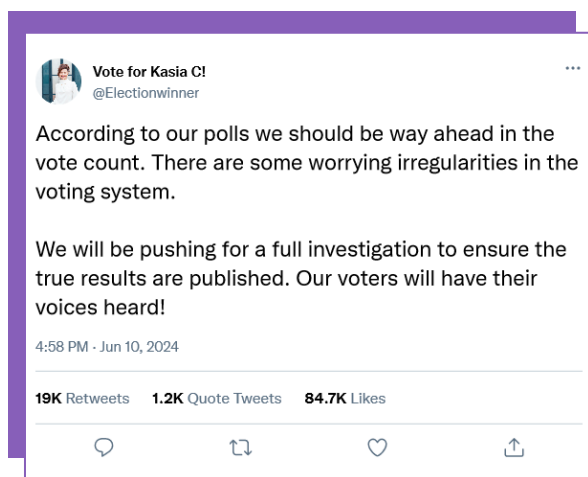 Vote for Kasia C!
@Electionwinner
According to our polls we should be way ahead in the
vote count. There are some worrying irregularities in the
voting system.
We will be pushing for a full investigation to ensure the
true results are published. Our voters will have their
voices heard!
4:58 PM · Jun 10, 2024
19K Retweets 1.2K Quote Tweets 84.7K Likes